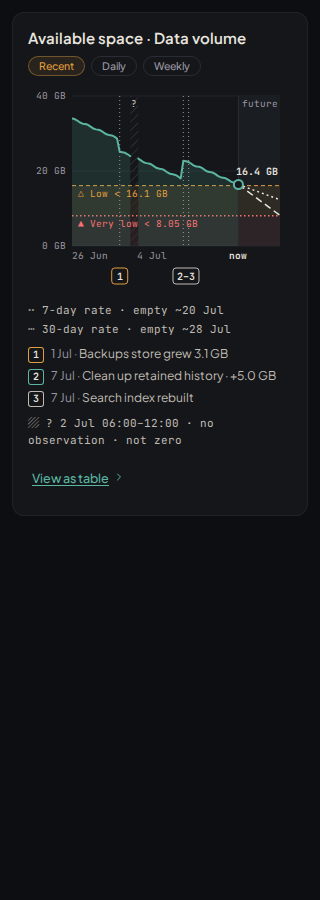 Available space · Data volume
Recent Daily Weekly
40 GB
?
future
20 GB
16.4 GB
△ Low < 16.1 GB
▲ Very low < 8.05 GB
0 GB
26 Jun 4 Jul now
1 2–3
7-day rate · empty ~20 Jul
30-day rate · empty ~28 Jul
1 1 Jul · Backups store grew 3.1 GB
2 7 Jul · Clean up retained history · +5.0 GB
3 7 Jul · Search index rebuilt
? 2 Jul 06:00–12:00 · no
observation · not zero
View as table